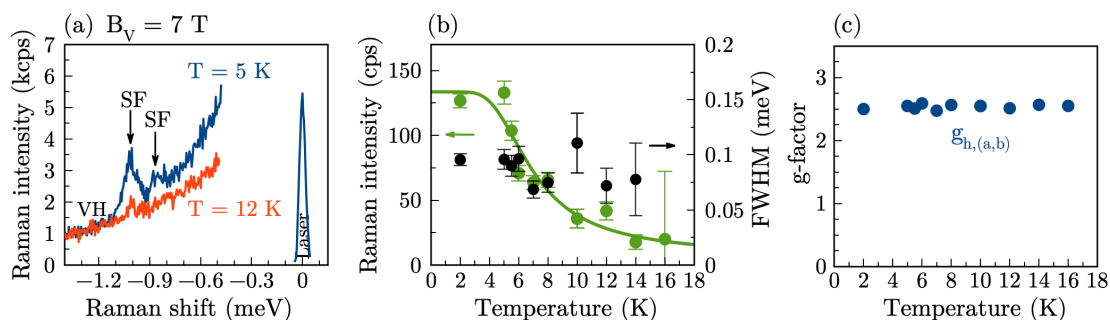 (a) B_V = 7 T
Raman intensity (kcps)
7
6
5
4
3
2
1
0
T = 5 K
SF
SF
VH
T = 12 K
Laser
−1.2 −0.9 −0.6 −0.3 0
Raman shift (meV)
(b)
Raman intensity (cps)
150
100
50
0
0.2
0.15
0.1
0.05
0
FWHM (meV)
0 2 4 6 8 10 12 14 16 18
Temperature (K)
(c)
g-factor
3
2
1
0
g_h,(a,b)
0 2 4 6 8 10 12 14 16 18
Temperature (K)